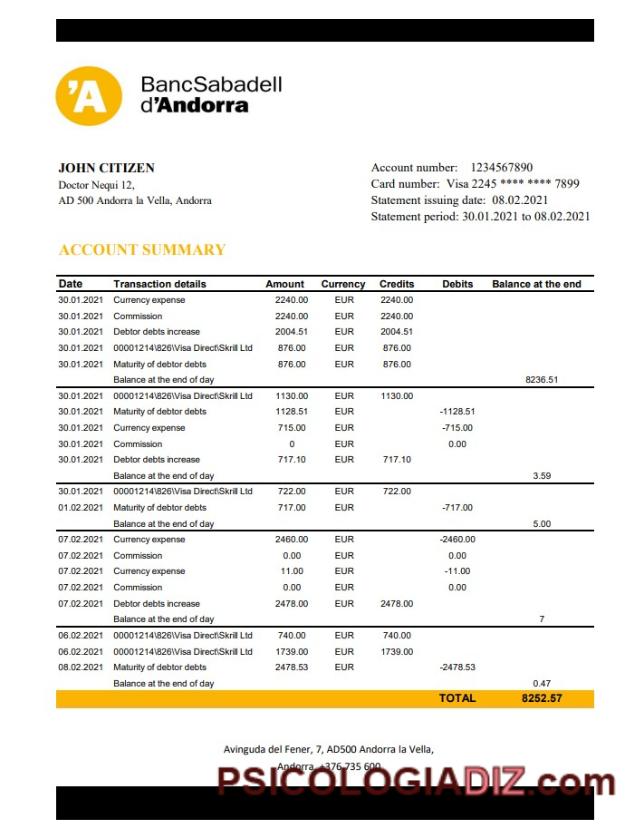 'A BancSabadell
d'Andorra
JOHN CITIZEN
Doctor Nequi 12,
AD 500 Andorra la Vella, Andorra
Account number: 1234567890
Card number: Visa 2245 **** **** 7899
Statement issuing date: 08.02.2021
Statement period: 30.01.2021 to 08.02.2021
ACCOUNT SUMMARY
Date Transaction details Amount Currency Credits Debits Balance at the end
30.01.2021 Currency expense 2240.00 EUR 2240.00
30.01.2021 Commission 2240.00 EUR 2240.00
30.01.2021 Debtor debts increase 2004.51 EUR 2004.51
30.01.2021 00001214\826\Visa Direct\Skrill Ltd 876.00 EUR 876.00
30.01.2021 Maturity of debtor debts 876.00 EUR 876.00
Balance at the end of day 8236.51
30.01.2021 00001214\826\Visa Direct\Skrill Ltd 1130.00 EUR 1130.00
30.01.2021 Maturity of debtor debts 1128.51 EUR -1128.51
30.01.2021 Currency expense 715.00 EUR -715.00
30.01.2021 Commission 0 EUR 0.00
30.01.2021 Debtor debts increase 717.10 EUR 717.10
Balance at the end of day 3.59
30.01.2021 00001214\826\Visa Direct\Skrill Ltd 722.00 EUR 722.00
01.02.2021 Maturity of debtor debts 717.00 EUR -717.00
Balance at the end of day 5.00
07.02.2021 Currency expense 2460.00 EUR -2460.00
07.02.2021 Commission 0.00 EUR 0.00
07.02.2021 Currency expense 11.00 EUR -11.00
07.02.2021 Commission 0.00 EUR 0.00
07.02.2021 Debtor debts increase 2478.00 EUR 2478.00
Balance at the end of day 7
06.02.2021 00001214\826\Visa Direct\Skrill Ltd 740.00 EUR 740.00
06.02.2021 00001214\826\Visa Direct\Skrill Ltd 1739.00 EUR 1739.00
08.02.2021 Maturity of debtor debts 2478.53 EUR -2478.53
Balance at the end of day 0.47
TOTAL 8252.57
Avinguda del Fener, 7, AD500 Andorra la Vella,
Andorra, +376 735 600
PSICOLOGIADIZ.com